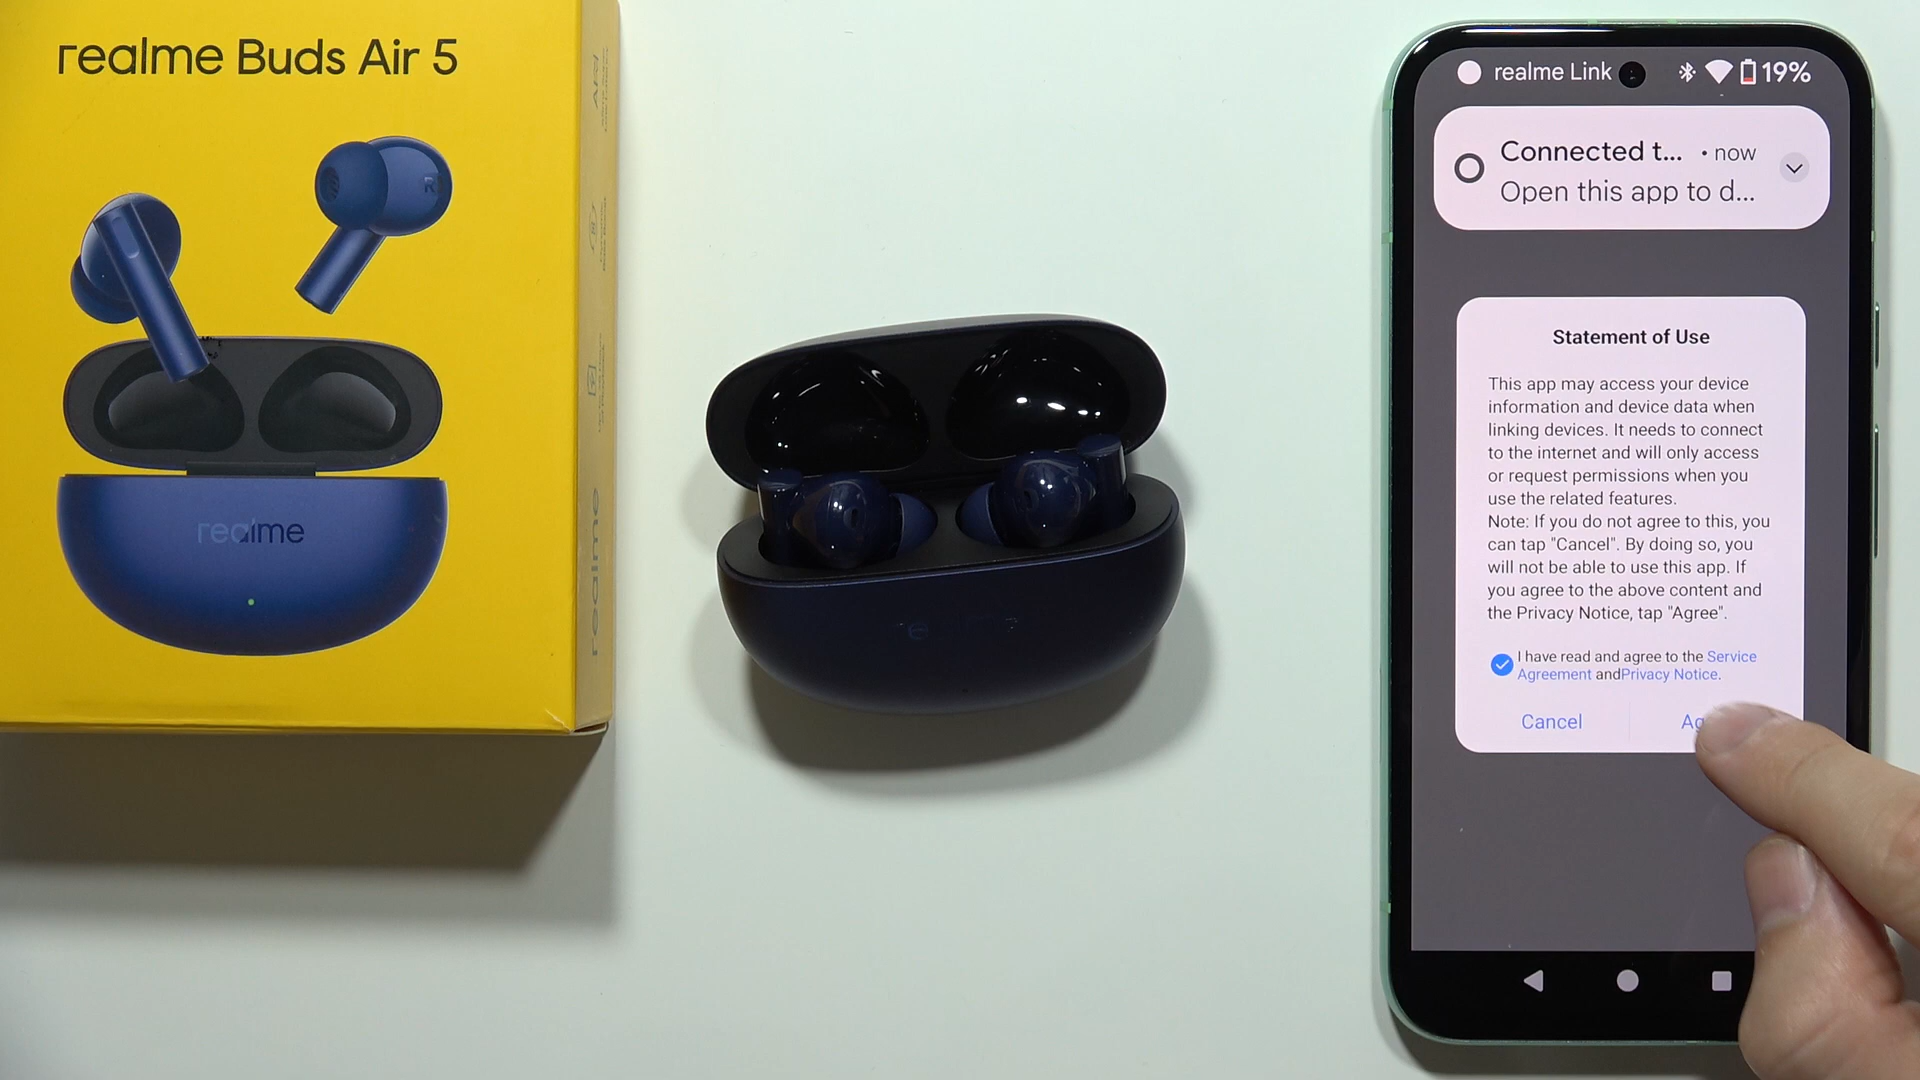 realme Buds Air 5
realme
realme
realme Link
19%
Connected t... • now
Open this app to d...
Statement of Use
This app may access your device
information and device data when
linking devices. It needs to connect
to the internet and will only access
or request permissions when you
use the related features.
Note: If you do not agree to this, you
can tap "Cancel". By doing so, you
will not be able to use this app. If
you agree to the above content and
the Privacy Notice, tap "Agree".
I have read and agree to the Service
Agreement andPrivacy Notice.
Cancel